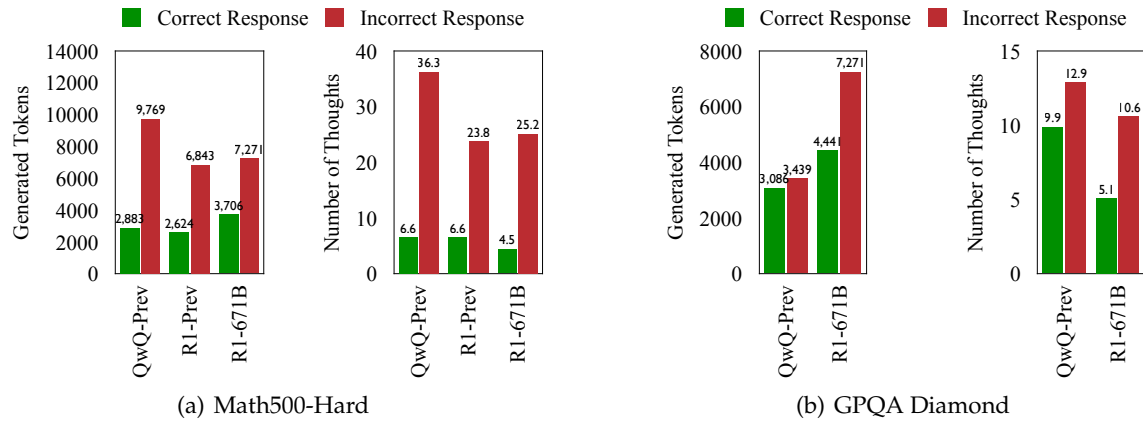 Correct Response Incorrect Response
Generated Tokens
14000
12000
10000
8000
6000
4000
2000
0
9,769
6,843
7,271
2,883
2,624
3,706
QwQ-Prev
R1-Prev
R1-671B
Number of Thoughts
40
30
20
10
0
36.3
23.8
25.2
6.6
6.6
4.5
QwQ-Prev
R1-Prev
R1-671B
(a) Math500-Hard
Correct Response Incorrect Response
Generated Tokens
8000
6000
4000
2000
0
7,271
4,441
3,086
3,439
QwQ-Prev
R1-671B
Number of Thoughts
15
10
5
0
12.9
9.9
10.6
5.1
QwQ-Prev
R1-671B
(b) GPQA Diamond